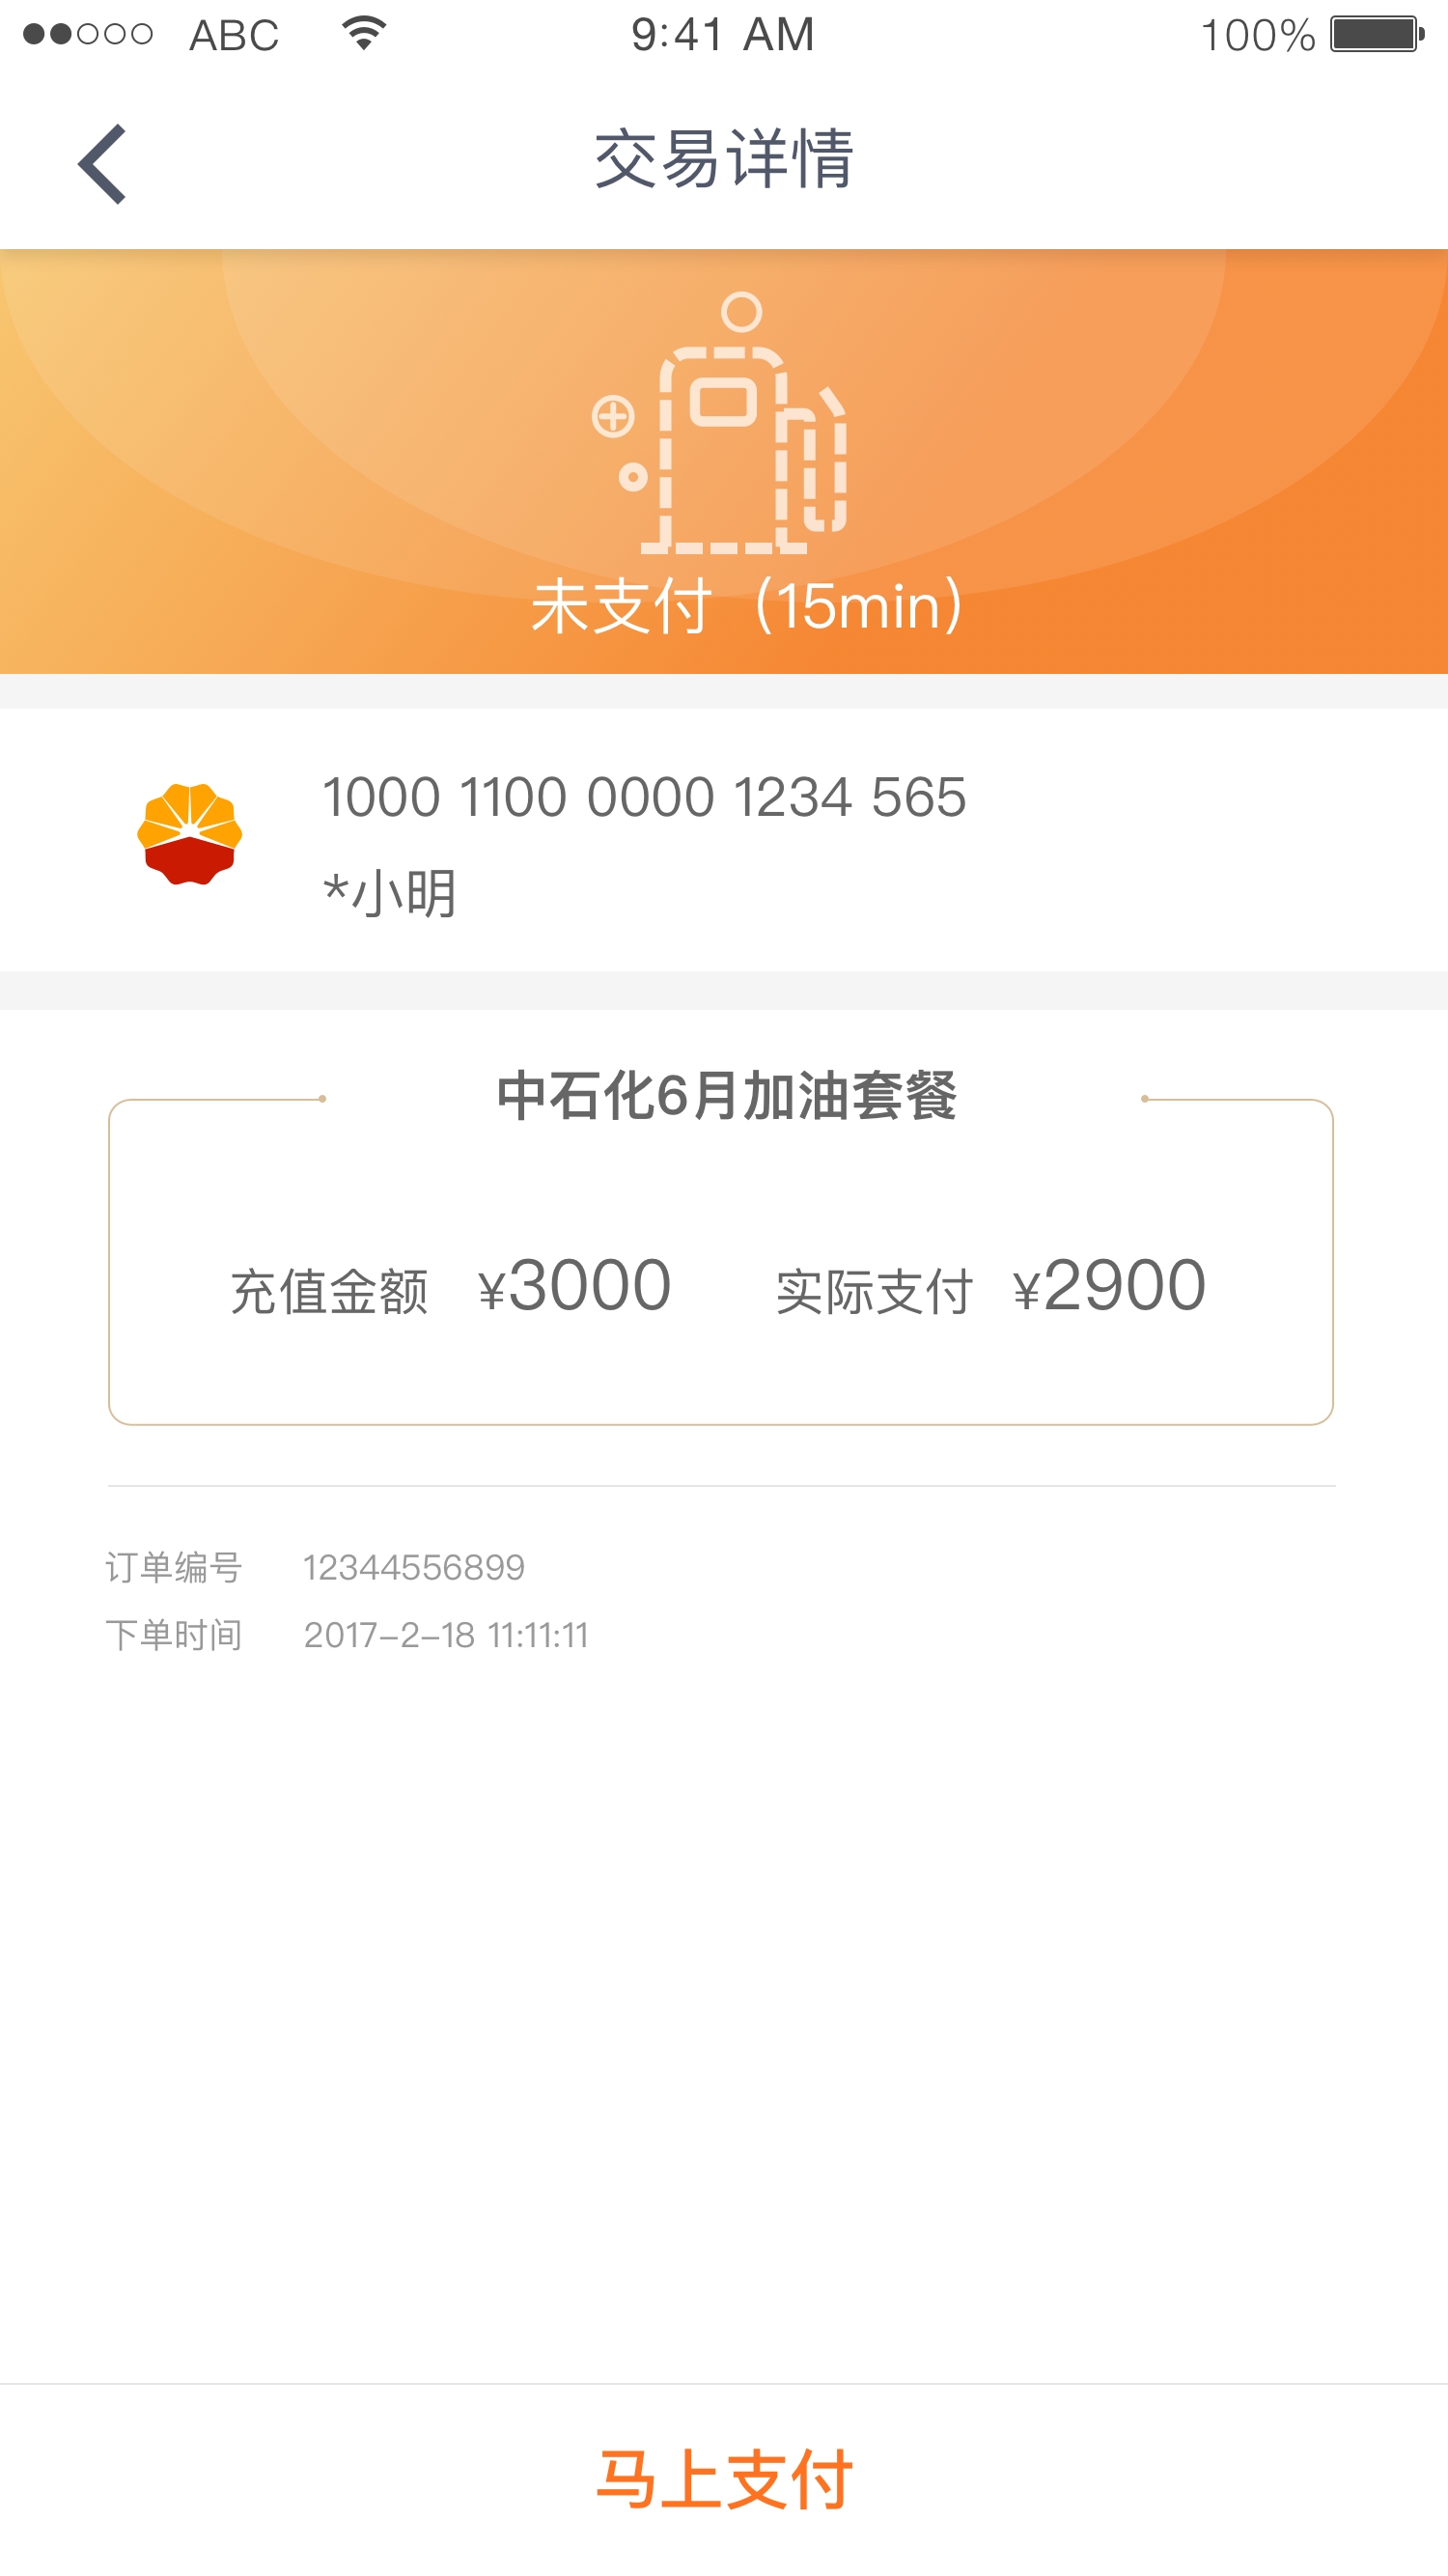 ABC 9:41 AM 100%
交易详情
未支付（15min）
1000 1100 0000 1234 565
*小明
中石化6月加油套餐
充值金额 ¥3000 实际支付 ¥2900
订单编号 12344556899
下单时间 2017-2-18 11:11:11
马上支付